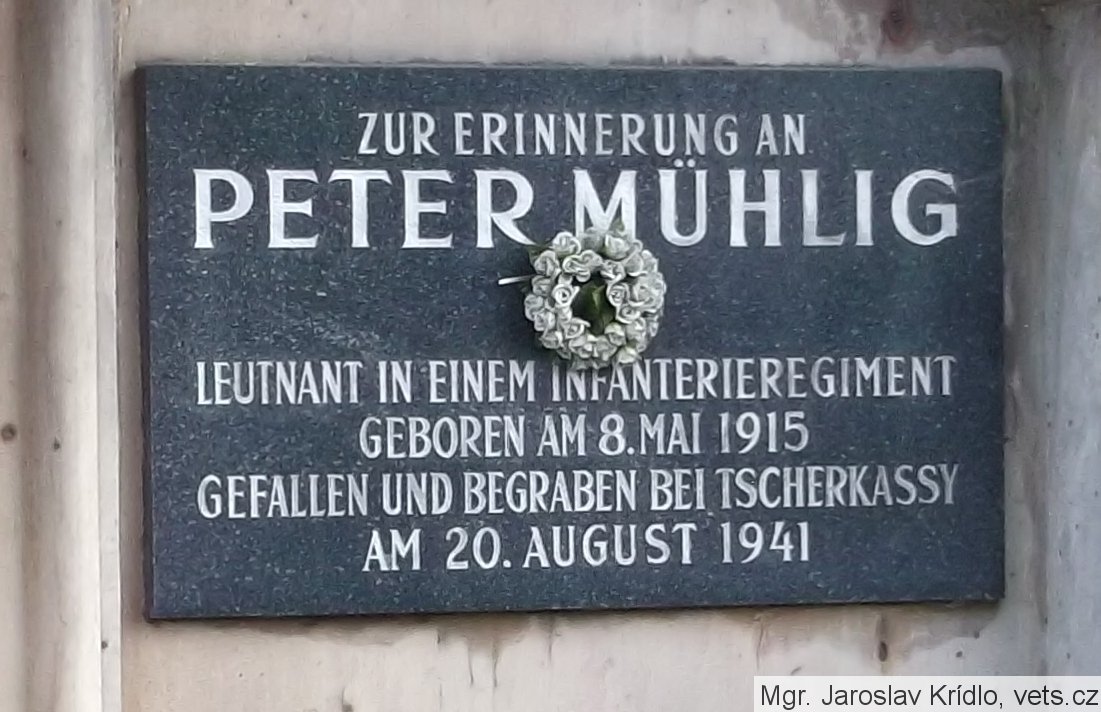 ZUR ERINNERUNG AN
PETER MÜHLIG
LEUTNANT IN EINEM INFANTERIEREGIMENT
GEBOREN AM 8. MAI 1915
GEFALLEN UND BEGRABEN BEI TSCHERKASSY
AM 20. AUGUST 1941
Mgr. Jaroslav Krídlo, vets.cz